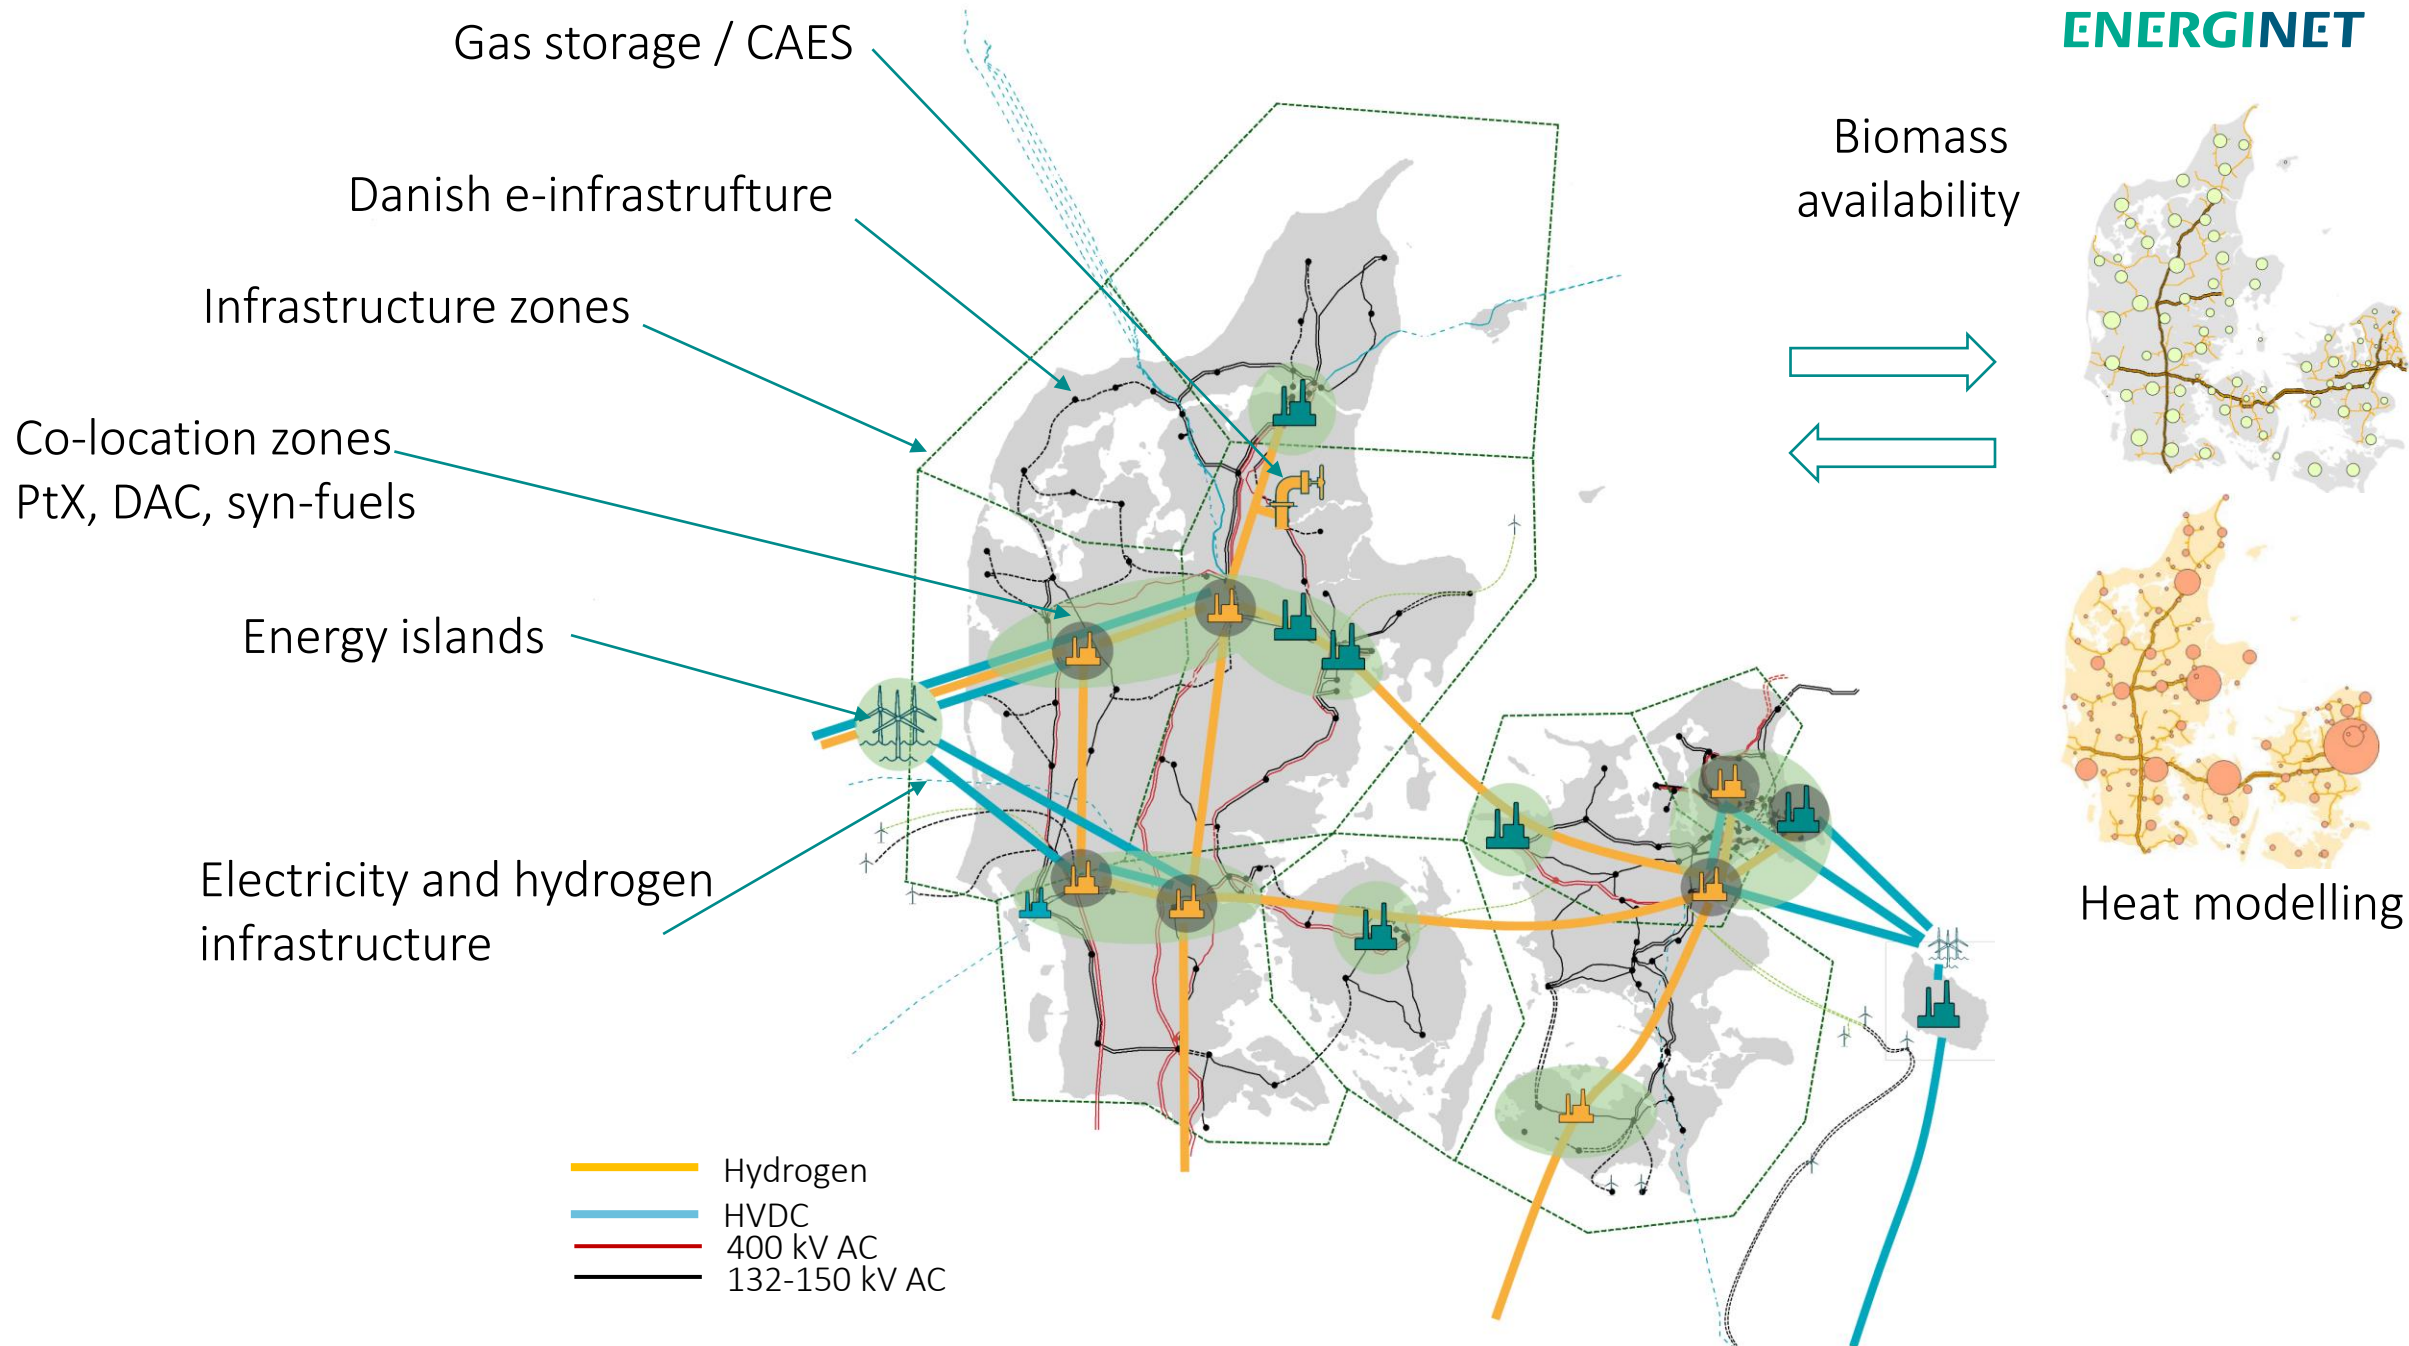 Gas storage / CAES
ENERGINET
Biomass
availability
Danish e-infrastrufture
Infrastructure zones
Co-location zones
PtX, DAC, syn-fuels
Energy islands
Electricity and hydrogen
infrastructure
Heat modelling
Hydrogen
HVDC
400 kV AC
132-150 kV AC